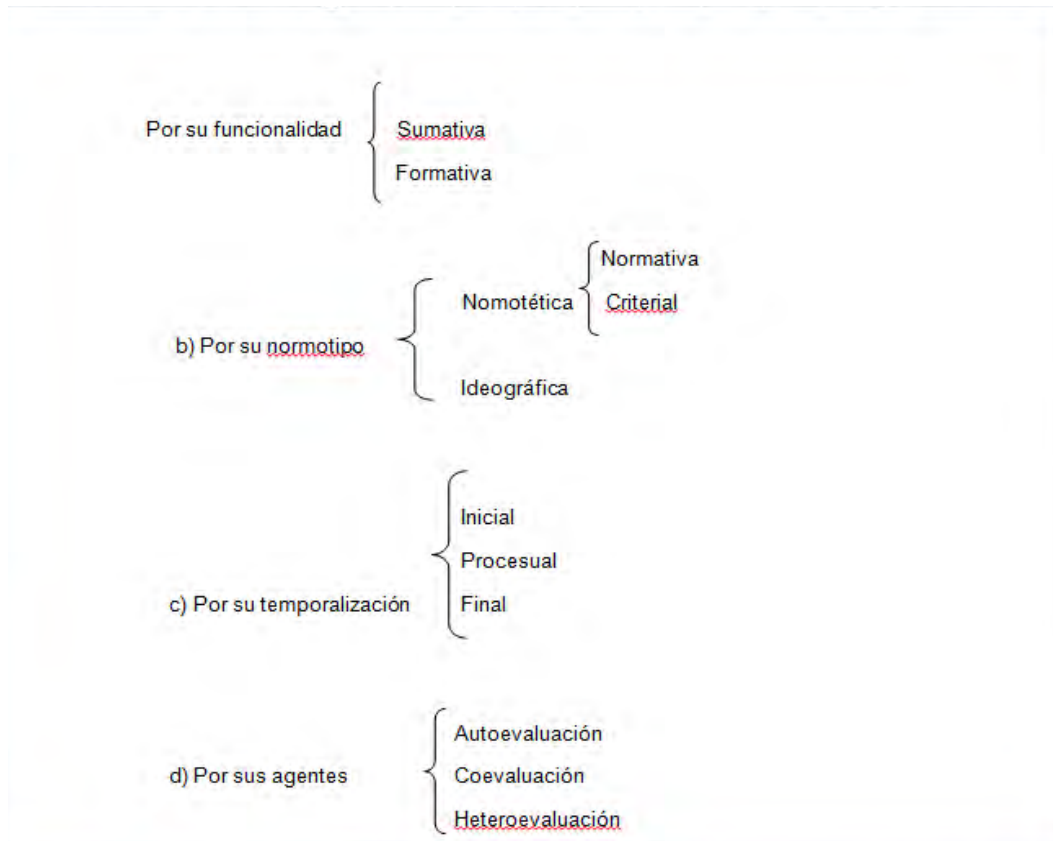 Por su funcionalidad
Sumativa
Formativa
b) Por su normotipo
Nomotética
Normativa
Criterial
Ideográfica
c) Por su temporalización
Inicial
Procesual
Final
d) Por sus agentes
Autoevaluación
Coevaluación
Heteroevaluación